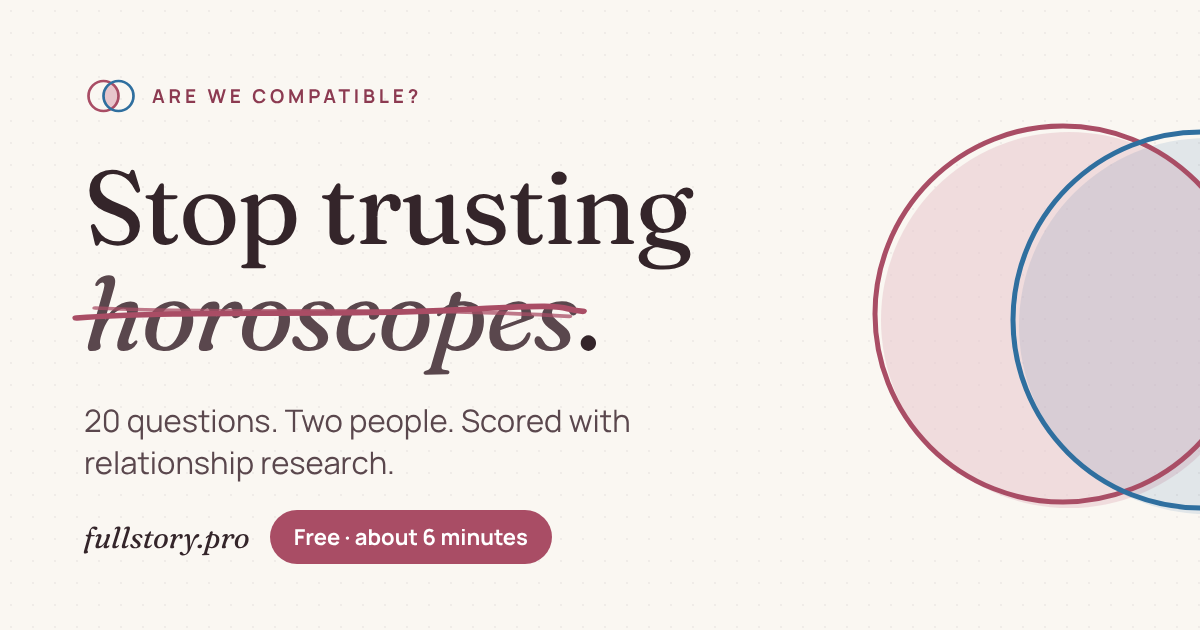 ARE WE COMPATIBLE?
Stop trusting
horoscopes.
20 questions. Two people. Scored with
relationship research.
fullstory.pro
Free · about 6 minutes